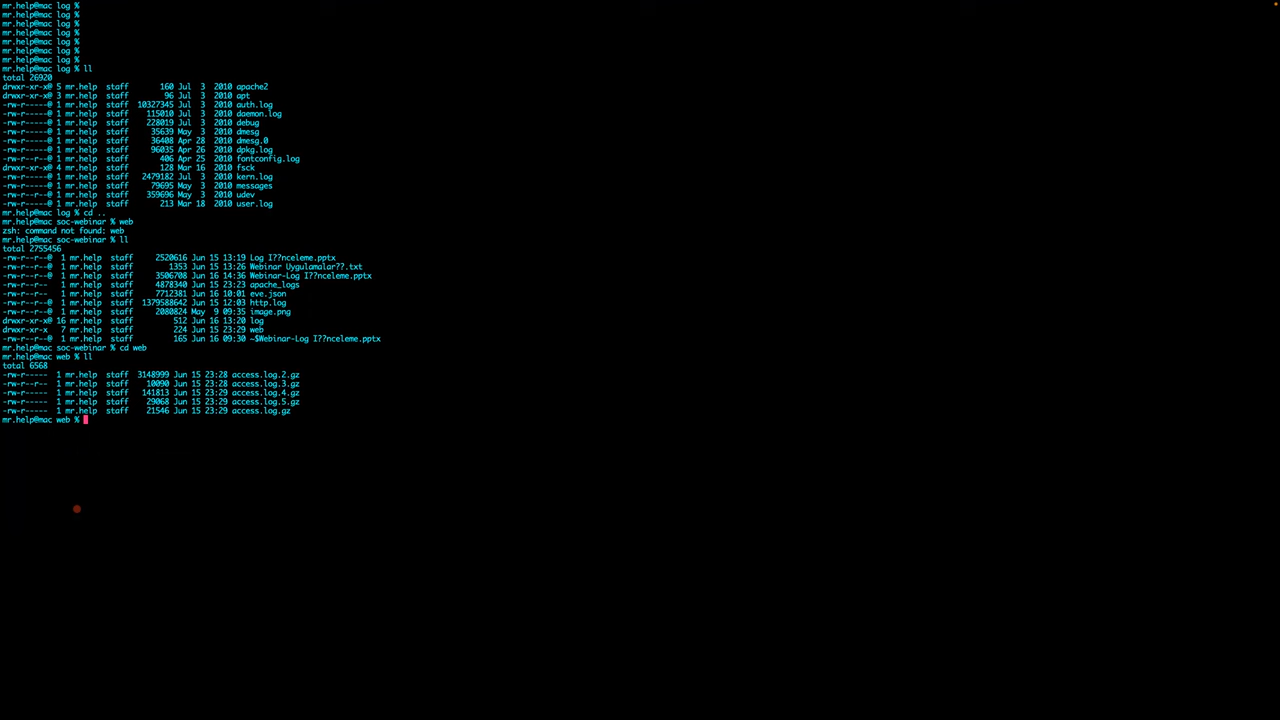 mr.help@mac log %
mr.help@mac log %
mr.help@mac log %
mr.help@mac log %
mr.help@mac log %
mr.help@mac log %
mr.help@mac log %
mr.help@mac log % ll
total 26920
drwxr-xr-x@ 5 mr.help staff 160 Jul 3 2010 apache2
drwxr-xr-x@ 3 mr.help staff 96 Jul 3 2010 apt
-rw-r-----@ 1 mr.help staff 10327345 Jul 3 2010 auth.log
-rw-r-----@ 1 mr.help staff 115010 Jul 3 2010 daemon.log
-rw-r-----@ 1 mr.help staff 228019 Jul 3 2010 debug
-rw-r-----@ 1 mr.help staff 35639 May 3 2010 dmesg
-rw-r-----@ 1 mr.help staff 36408 Apr 28 2010 dmesg.0
-rw-r-----@ 1 mr.help staff 96035 Apr 26 2010 dpkg.log
-rw-r--r--@ 1 mr.help staff 406 Apr 25 2010 fontconfig.log
drwxr-xr-x@ 4 mr.help staff 128 Mar 16 2010 fsck
-rw-r-----@ 1 mr.help staff 2479182 Jul 3 2010 kern.log
-rw-r-----@ 1 mr.help staff 79695 May 3 2010 messages
-rw-r--r--@ 1 mr.help staff 359696 May 3 2010 udev
-rw-r-----@ 1 mr.help staff 213 Mar 18 2010 user.log
mr.help@mac log % cd ..
mr.help@mac soc-webinar % web
zsh: command not found: web
mr.help@mac soc-webinar % ll
total 2755456
-rw-r--r--@ 1 mr.help staff 2520616 Jun 15 13:19 Log I??nceleme.pptx
-rw-r--r--@ 1 mr.help staff 1353 Jun 15 13:26 Webinar Uygulamalar??.txt
-rw-r--r--@ 1 mr.help staff 3506708 Jun 16 14:36 Webinar-Log I??nceleme.pptx
-rw-r--r-- 1 mr.help staff 4878340 Jun 15 23:23 apache_logs
-rw-r--r-- 1 mr.help staff 7712381 Jun 16 10:01 eve.json
-rw-r--r--@ 1 mr.help staff 1379588642 Jun 15 12:03 http.log
-rw-r--r--@ 1 mr.help staff 2080824 May 9 09:35 image.png
drwxr-xr-x@ 16 mr.help staff 512 Jun 16 13:20 log
drwxr-xr-x 7 mr.help staff 224 Jun 15 23:29 web
-rw-r--r--@ 1 mr.help staff 165 Jun 16 09:30 ~$Webinar-Log I??nceleme.pptx
mr.help@mac soc-webinar % cd web
mr.help@mac web % ll
total 6568
-rw-r----- 1 mr.help staff 3148999 Jun 15 23:28 access.log.2.gz
-rw-r--r-- 1 mr.help staff 10090 Jun 15 23:28 access.log.3.gz
-rw-r----- 1 mr.help staff 141813 Jun 15 23:29 access.log.4.gz
-rw-r----- 1 mr.help staff 29068 Jun 15 23:29 access.log.5.gz
-rw-r----- 1 mr.help staff 21546 Jun 15 23:29 access.log.gz
mr.help@mac web %